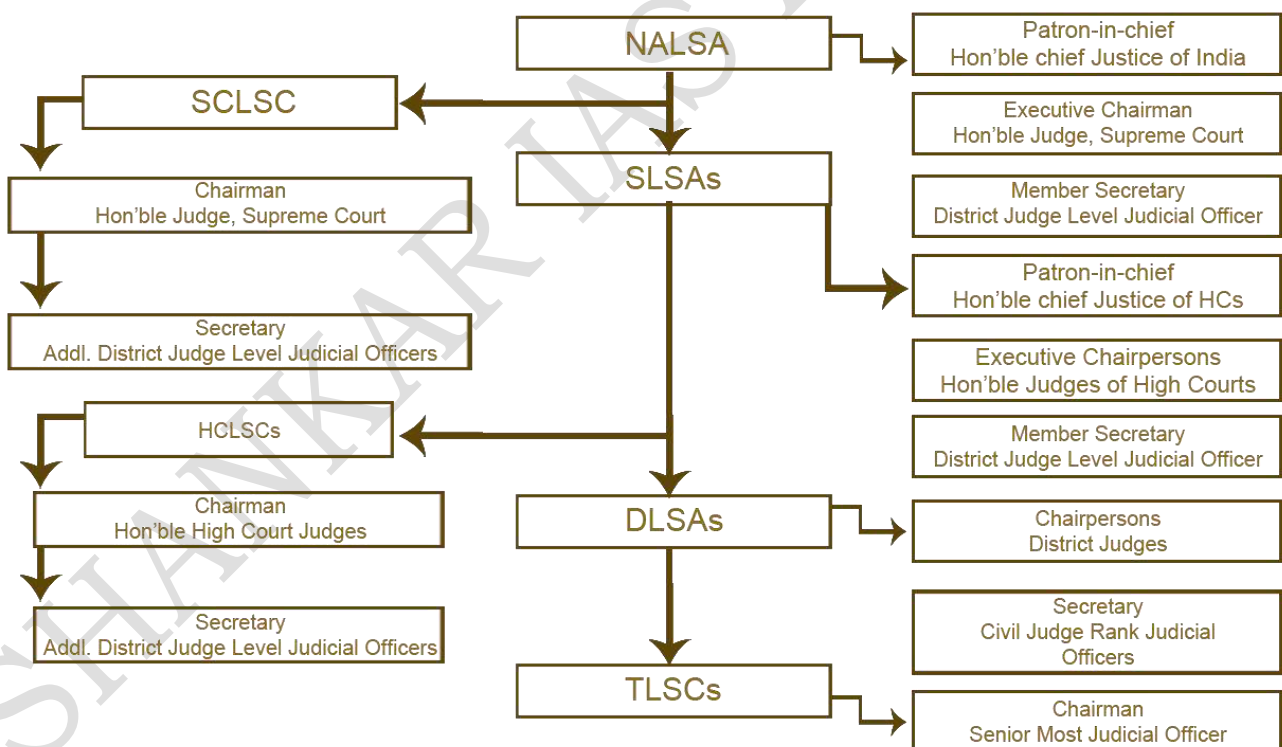 NALSA
Patron-in-chief
Hon'ble chief Justice of India
Executive Chairman
Hon'ble Judge, Supreme Court
Member Secretary
District Judge Level Judicial Officer
SCLSC
Chairman
Hon'ble Judge, Supreme Court
Secretary
Addl. District Judge Level Judicial Officers
SLSAs
Patron-in-chief
Hon'ble chief Justice of HCs
Executive Chairpersons
Hon'ble Judges of High Courts
Member Secretary
District Judge Level Judicial Officer
HCLSCs
Chairman
Hon'ble High Court Judges
Secretary
Addl. District Judge Level Judicial Officers
DLSAs
Chairpersons
District Judges
Secretary
Civil Judge Rank Judicial
Officers
TLSCs
Chairman
Senior Most Judicial Officer
SHANKAR IAS